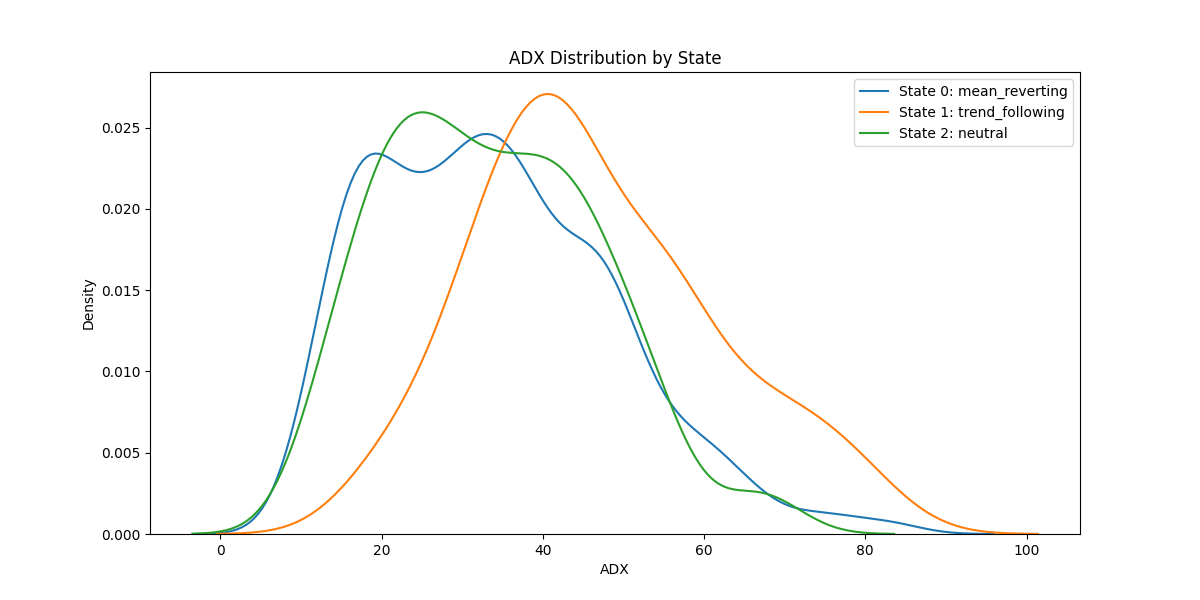 ADX Distribution by State
State 0: mean_reverting
State 1: trend_following
State 2: neutral
Density
0.025
0.020
0.015
0.010
0.005
0.000
0 20 40 60 80 100
ADX